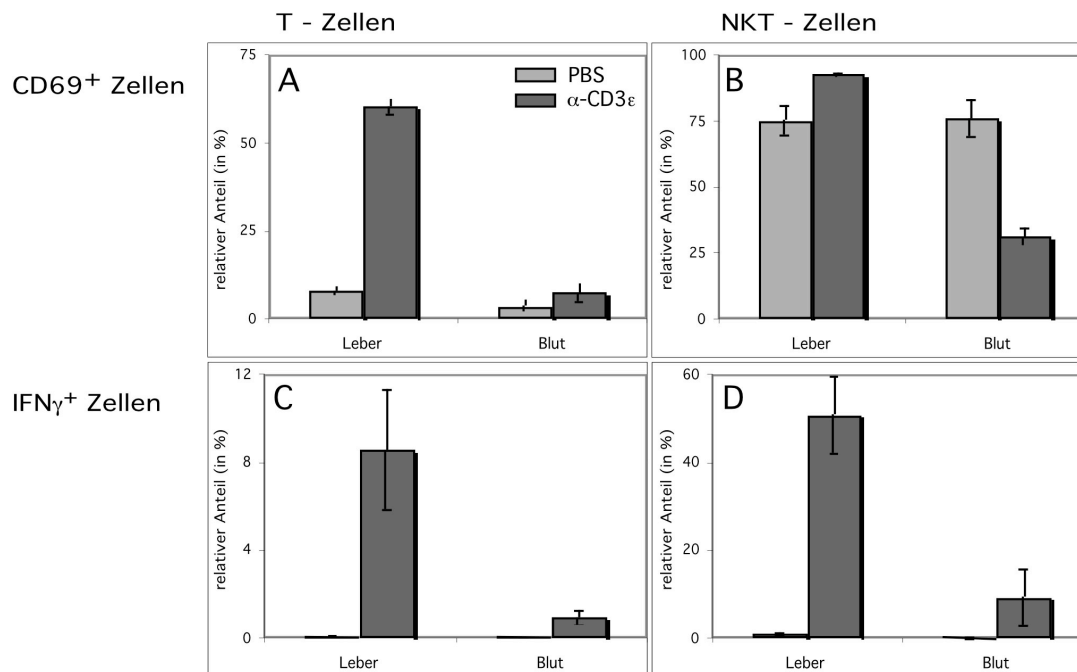 T - Zellen
NKT - Zellen
CD69+ Zellen
A
PBS
α-CD3ε
relativer Anteil (in %)
75
50
25
0
Leber
Blut
B
relativer Anteil (in %)
100
75
50
25
0
Leber
Blut
IFNγ+ Zellen
C
relativer Anteil (in %)
12
8
4
0
Leber
Blut
D
relativer Anteil (in %)
60
40
20
0
Leber
Blut